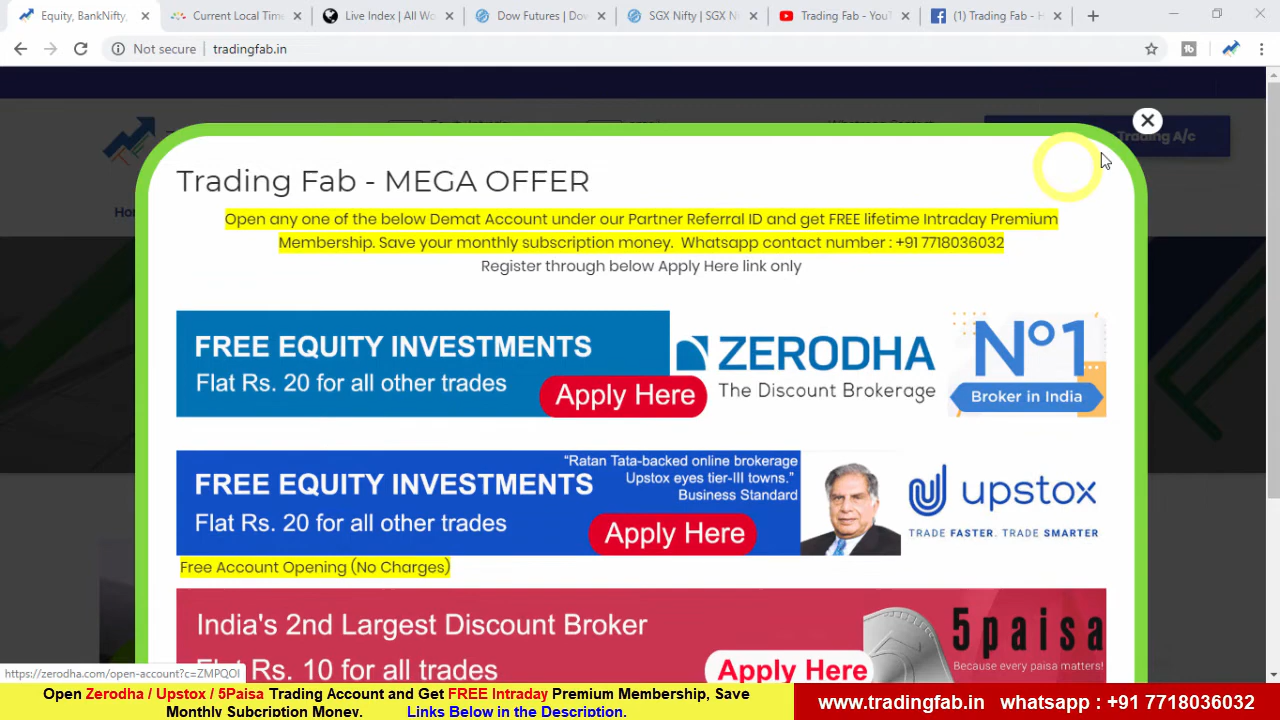 Equity, BankNifty,
Current Local Time
Live Index | All Wo
Dow Futures | Dow
SGX Nifty | SGX N
Trading Fab - YouT
(1) Trading Fab - H
Not secure | tradingfab.in
Trading A/c
Trading Fab - MEGA OFFER
Open any one of the below Demat Account under our Partner Referral ID and get FREE lifetime Intraday Premium
Membership. Save your monthly subscription money. Whatsapp contact number : +91 7718036032
Register through below Apply Here link only
FREE EQUITY INVESTMENTS
Flat Rs. 20 for all other trades
Apply Here
ZERODHA
The Discount Brokerage
Nº1
Broker in India
FREE EQUITY INVESTMENTS
Flat Rs. 20 for all other trades
“Ratan Tata-backed online brokerage
Upstox eyes tier-III towns.”
Business Standard
Apply Here
upstox
TRADE FASTER. TRADE SMARTER
Free Account Opening (No Charges)
India's 2nd Largest Discount Broker
Flat Rs. 10 for all trades
Apply Here
5paisa
Because every paisa matters!
https://zerodha.com/open-account?c=ZMPQOI
Open Zerodha / Upstox / 5Paisa Trading Account and Get FREE Intraday Premium Membership, Save
Monthly Subcription Money. Links Below in the Description.
www.tradingfab.in whatsapp : +91 7718036032